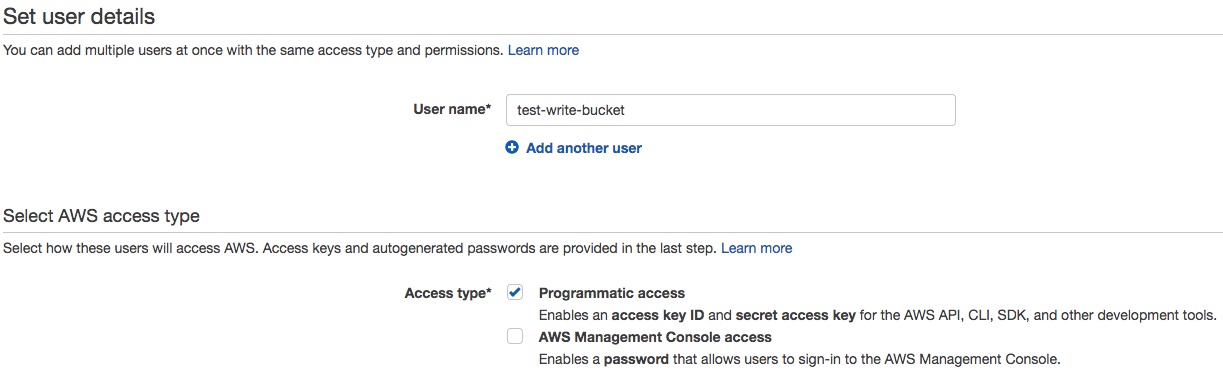 Set user details
You can add multiple users at once with the same access type and permissions. Learn more
User name* test-write-bucket
Add another user
Select AWS access type
Select how these users will access AWS. Access keys and autogenerated passwords are provided in the last step. Learn more
Access type* Programmatic access
Enables an access key ID and secret access key for the AWS API, CLI, SDK, and other development tools.
AWS Management Console access
Enables a password that allows users to sign-in to the AWS Management Console.